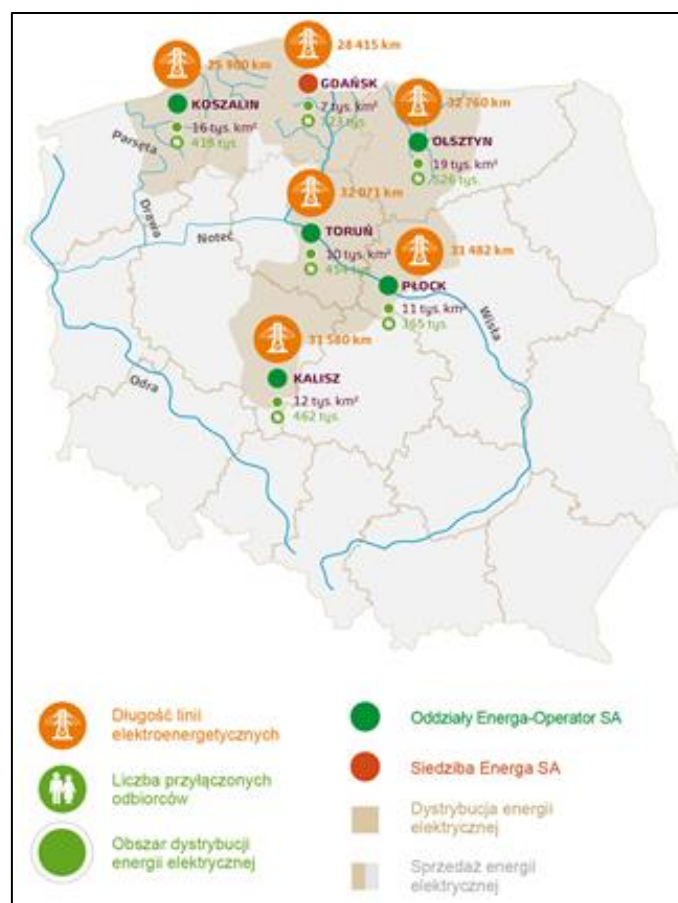 28 415 km
25 900 km
GDAŃSK
KOSZALIN
7 tys. km²
32 760 km
16 tys. km²
418 tys.
OLSZTYN
Parsęta
19 tys. km²
526 tys.
32 071 km
Drawa
TORUŃ
Noteć
10 tys. km²
33 482 km
454 tys.
PŁOCK
11 tys. km²
365 tys.
Wisła
31 580 km
KALISZ
Odra
12 tys. km²
462 tys.
Długość linii
elektroenergetycznych
Oddziały Energa-Operator SA
Liczba przyłączonych
odbiorców
Siedziba Energa SA
Dystrybucja energii
elektrycznej
Obszar dystrybucji
energii elektrycznej
Sprzedaż energii
elektrycznej